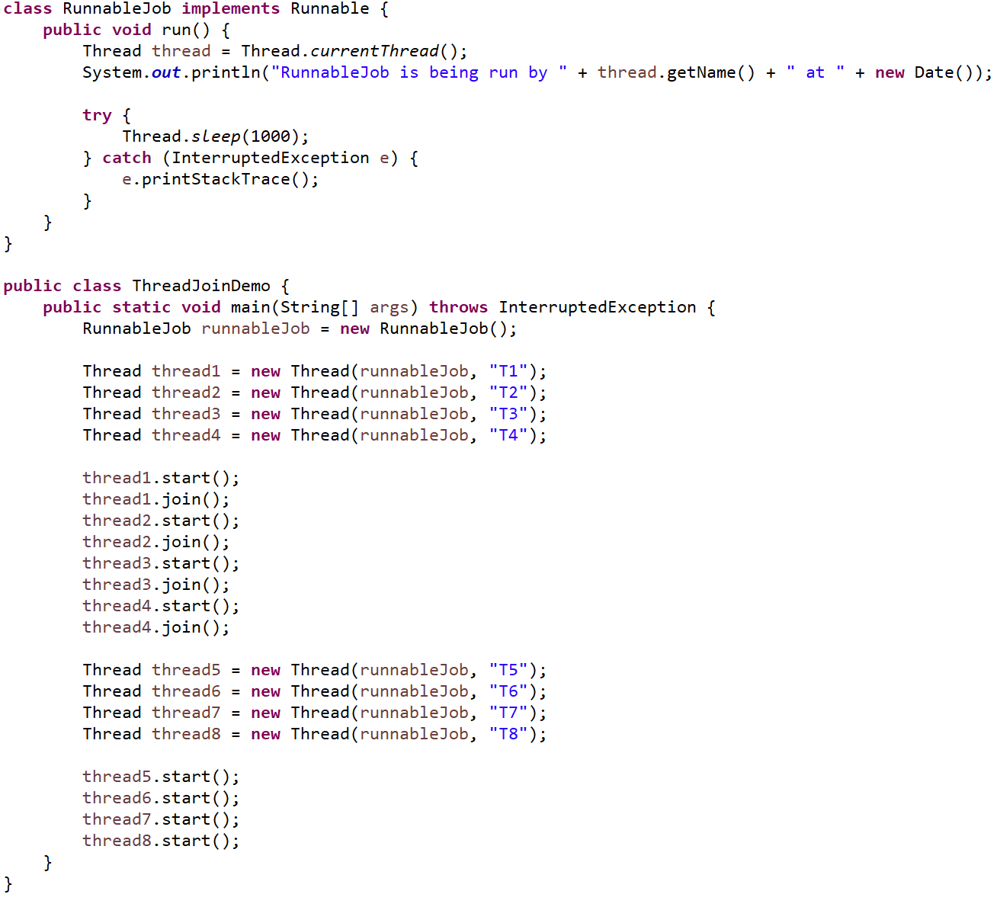 class RunnableJob implements Runnable {
    public void run() {
        Thread thread = Thread.currentThread();
        System.out.println("RunnableJob is being run by " + thread.getName() + " at " + new Date());

        try {
            Thread.sleep(1000);
        } catch (InterruptedException e) {
            e.printStackTrace();
        }
    }
}

public class ThreadJoinDemo {
    public static void main(String[] args) throws InterruptedException {
        RunnableJob runnableJob = new RunnableJob();

        Thread thread1 = new Thread(runnableJob, "T1");
        Thread thread2 = new Thread(runnableJob, "T2");
        Thread thread3 = new Thread(runnableJob, "T3");
        Thread thread4 = new Thread(runnableJob, "T4");

        thread1.start();
        thread1.join();
        thread2.start();
        thread2.join();
        thread3.start();
        thread3.join();
        thread4.start();
        thread4.join();

        Thread thread5 = new Thread(runnableJob, "T5");
        Thread thread6 = new Thread(runnableJob, "T6");
        Thread thread7 = new Thread(runnableJob, "T7");
        Thread thread8 = new Thread(runnableJob, "T8");

        thread5.start();
        thread6.start();
        thread7.start();
        thread8.start();
    }
}